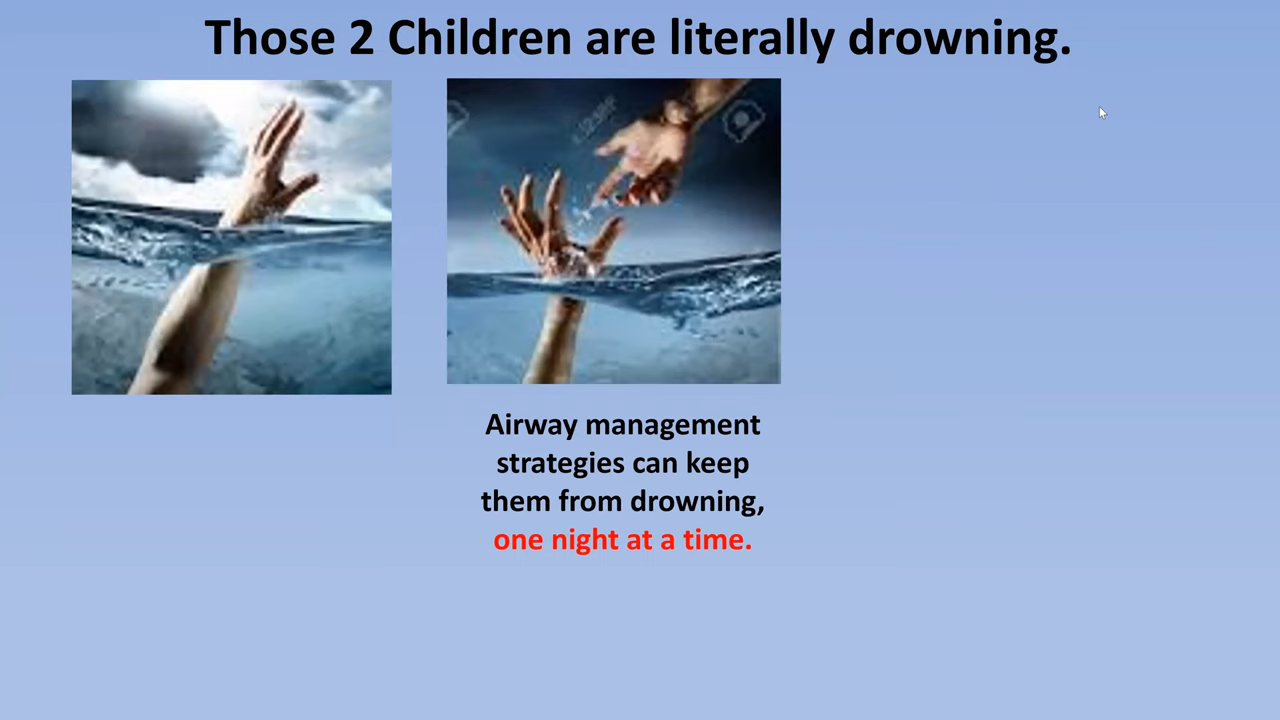 Those 2 Children are literally drowning.
Airway management
strategies can keep
them from drowning,
one night at a time.